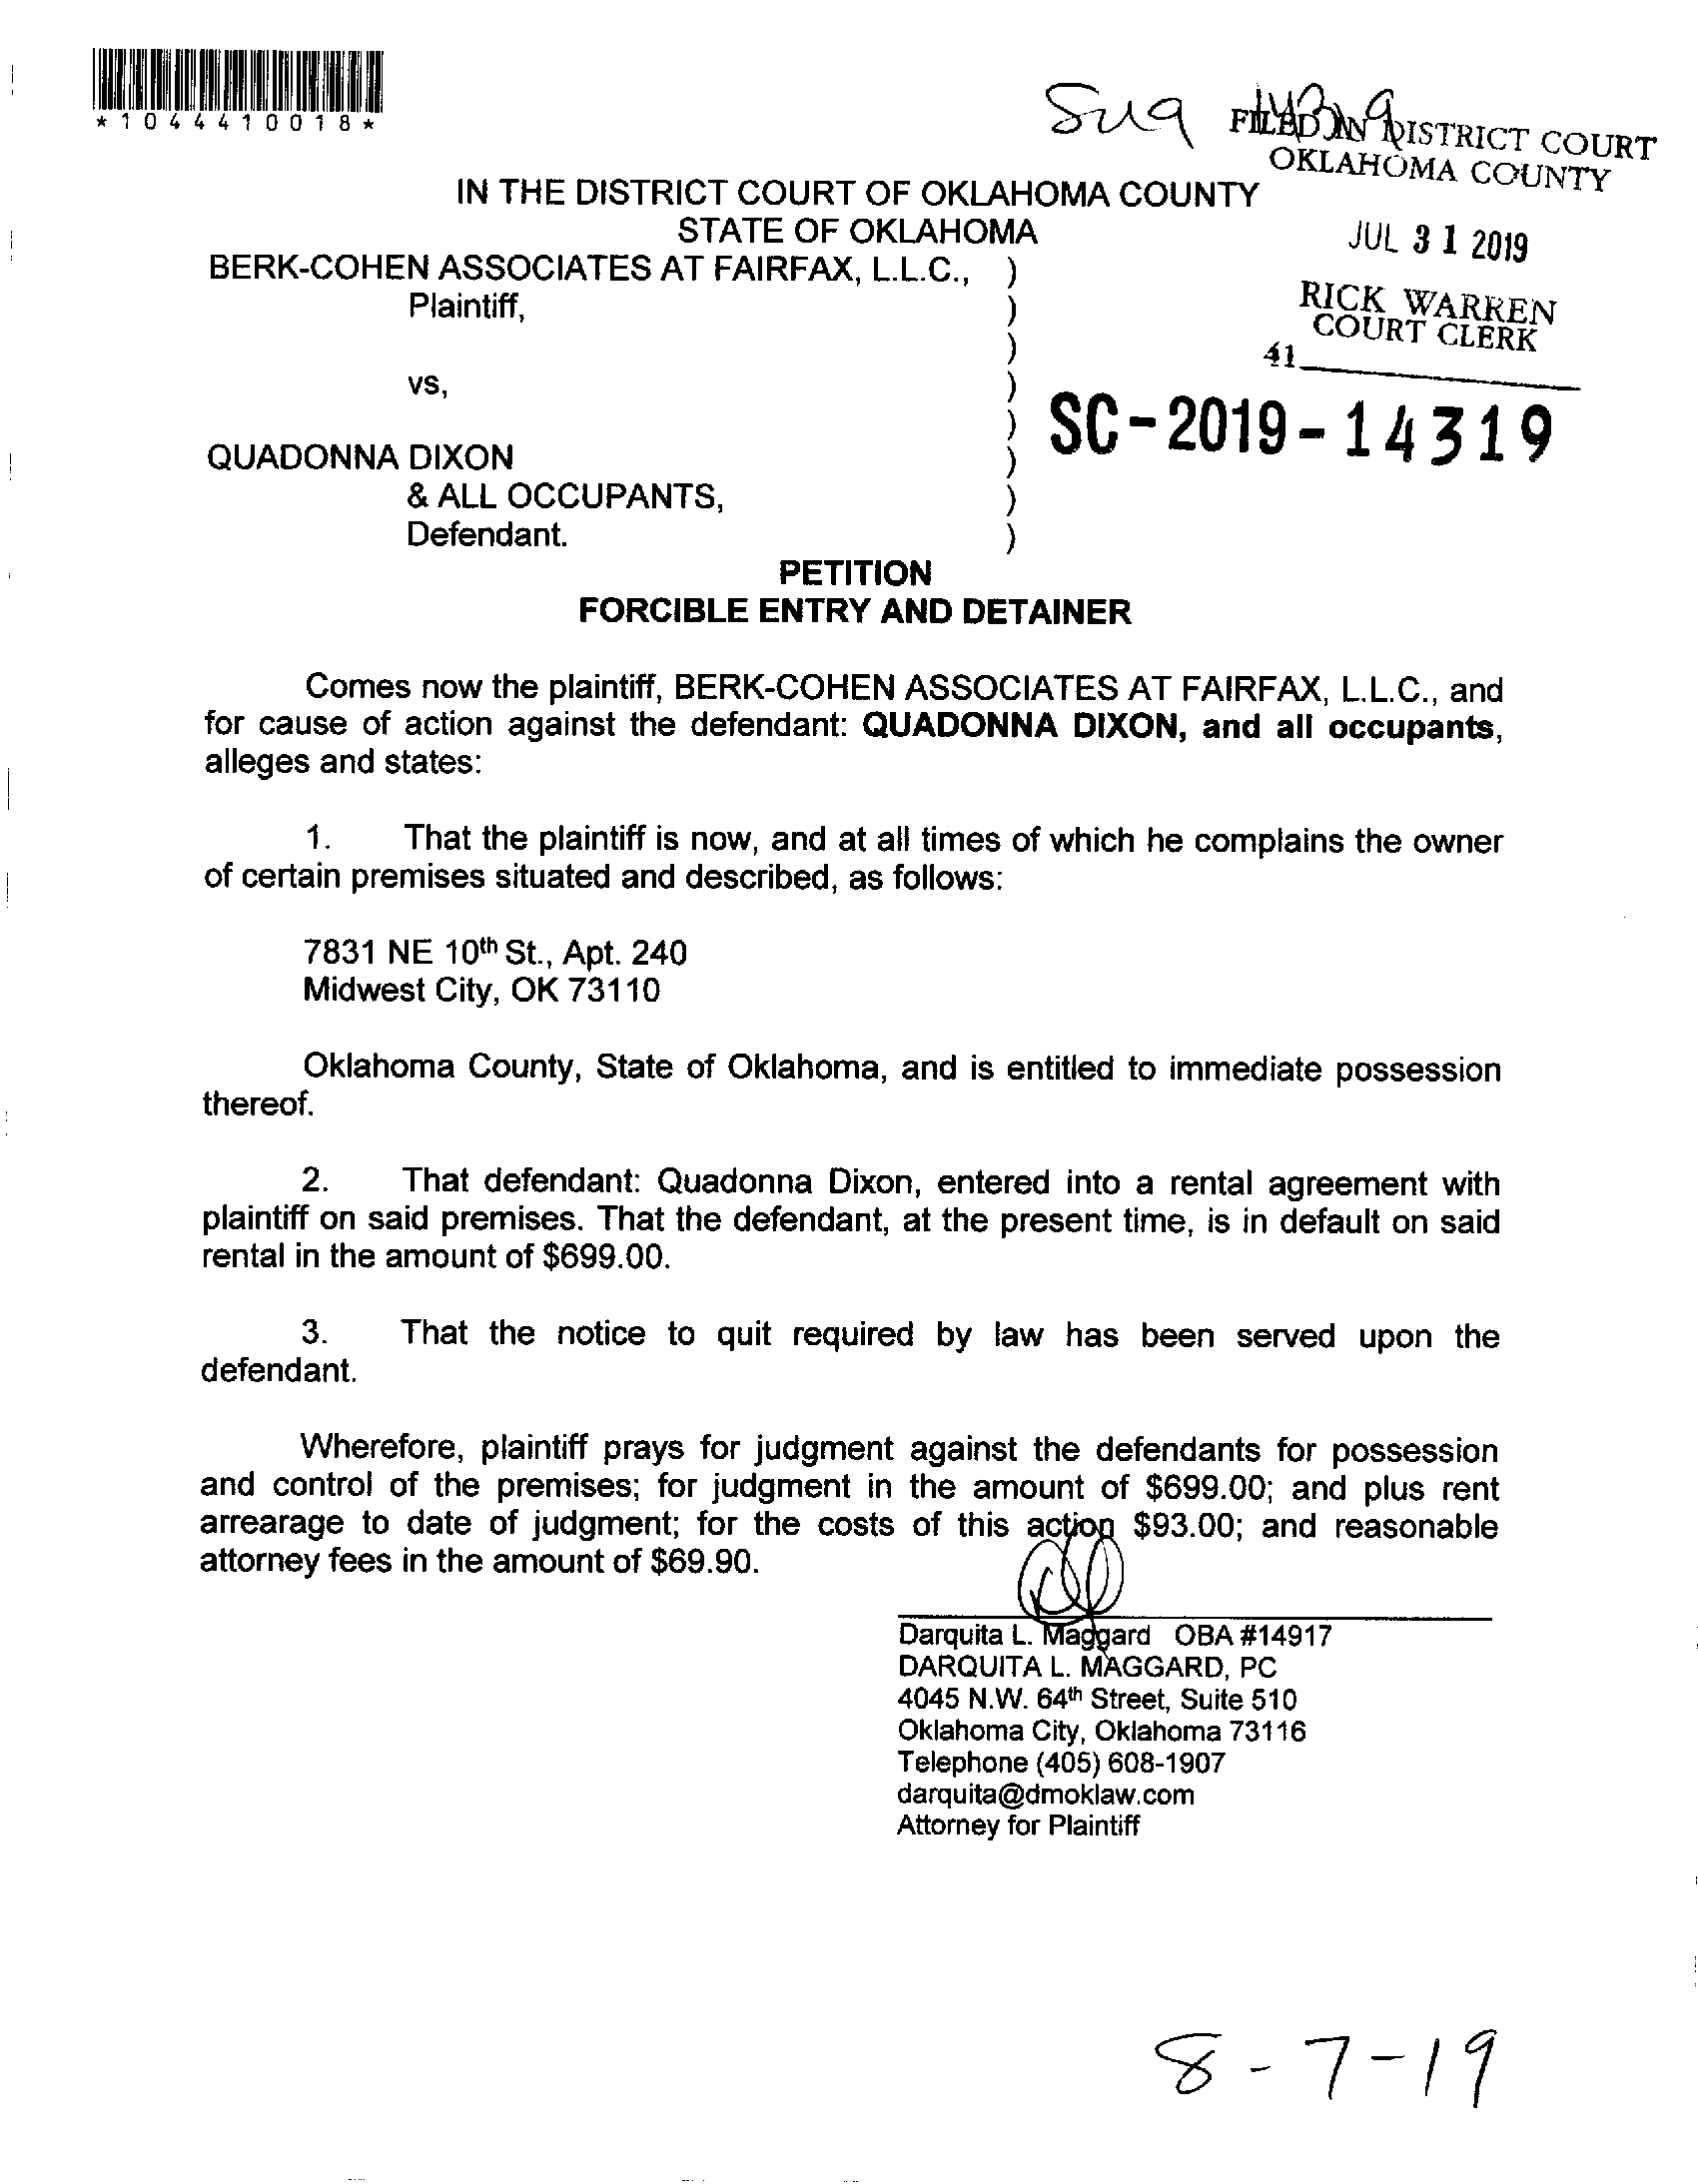 *1044410018*
FILED IN DISTRICT COURT
OKLAHOMA COUNTY
IN THE DISTRICT COURT OF OKLAHOMA COUNTY
STATE OF OKLAHOMA
JUL 31 2019
BERK-COHEN ASSOCIATES AT FAIRFAX, L.L.C., )
Plaintiff, )
RICK WARREN
COURT CLERK
)
41
vs, )
) SC-2019-14319
QUADONNA DIXON )
& ALL OCCUPANTS, )
Defendant. )
PETITION
FORCIBLE ENTRY AND DETAINER
Comes now the plaintiff, BERK-COHEN ASSOCIATES AT FAIRFAX, L.L.C., and
for cause of action against the defendant: QUADONNA DIXON, and all occupants,
alleges and states:
1. That the plaintiff is now, and at all times of which he complains the owner
of certain premises situated and described, as follows:
7831 NE 10th St., Apt. 240
Midwest City, OK 73110
Oklahoma County, State of Oklahoma, and is entitled to immediate possession
thereof.
2. That defendant: Quadonna Dixon, entered into a rental agreement with
plaintiff on said premises. That the defendant, at the present time, is in default on said
rental in the amount of $699.00.
3. That the notice to quit required by law has been served upon the
defendant.
Wherefore, plaintiff prays for judgment against the defendants for possession
and control of the premises; for judgment in the amount of $699.00; and plus rent
arrearage to date of judgment; for the costs of this action $93.00; and reasonable
attorney fees in the amount of $69.90.
Darquita L. Maggard OBA #14917
DARQUITA L. MAGGARD, PC
4045 N.W. 64th Street, Suite 510
Oklahoma City, Oklahoma 73116
Telephone (405) 608-1907
darquita@dmoklaw.com
Attorney for Plaintiff
8-7-19